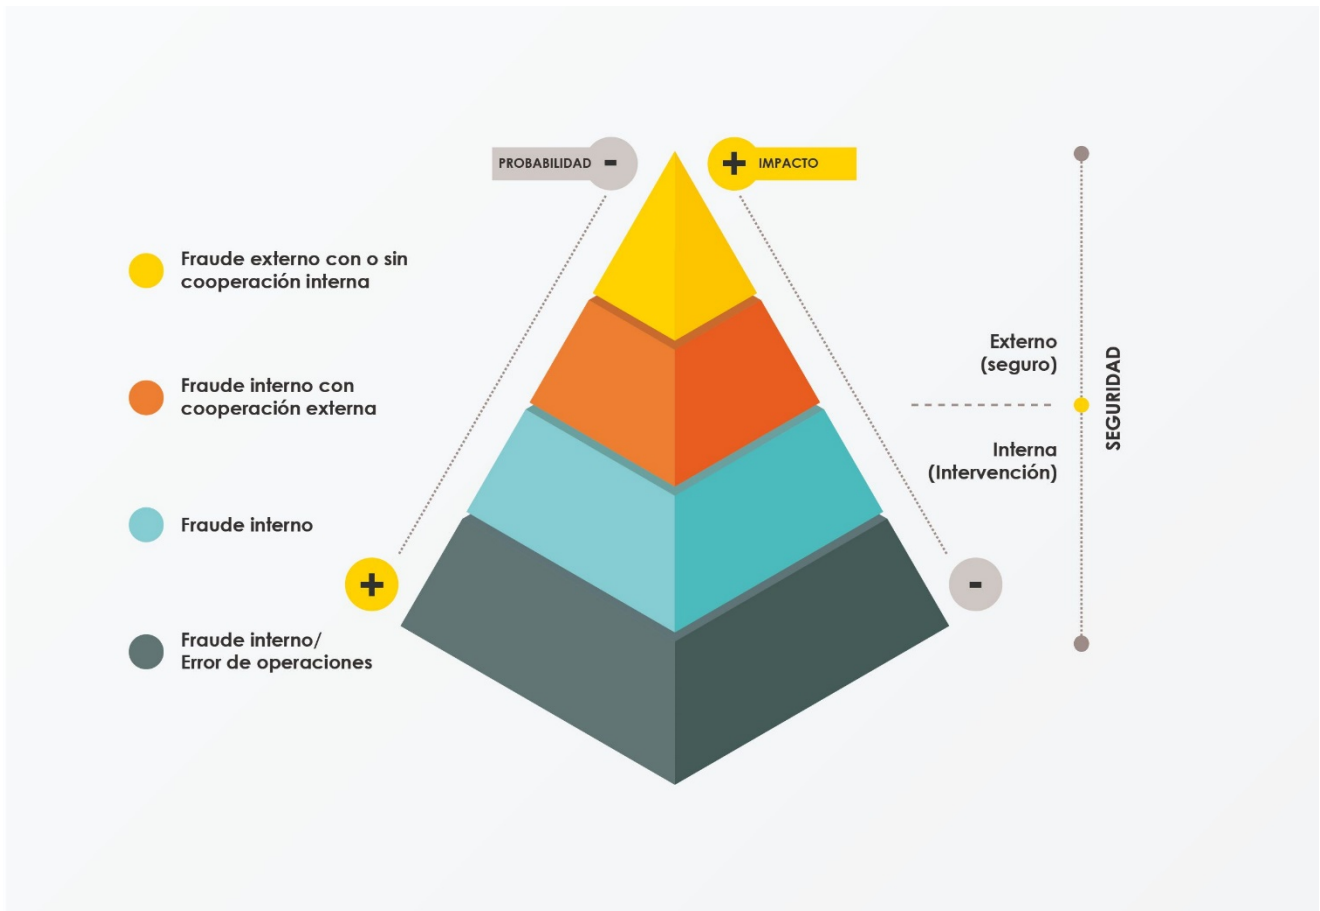 PROBABILIDAD -
+ IMPACTO
Fraude externo con o sin
cooperación interna
Fraude interno con
cooperación externa
Fraude interno
Fraude interno/
Error de operaciones
+
-
Externo
(seguro)
Interna
(Intervención)
SEGURIDAD